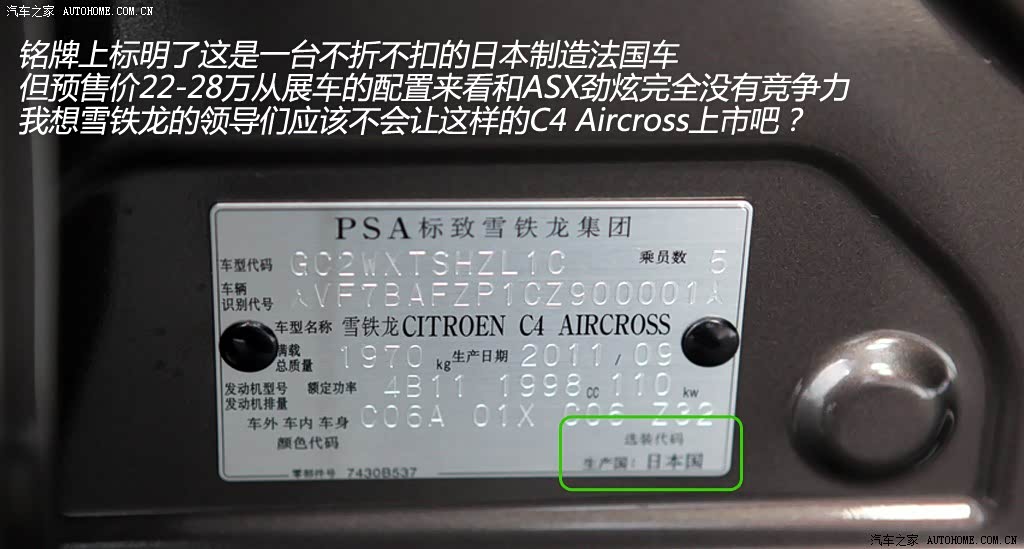 汽车之家 AUTOHOME.COM.CN
铭牌上标明了这是一台不折不扣的日本制造法国车
但预售价22-28万从展车的配置来看和ASX劲炫完全没有竞争力
我想雪铁龙的领导们应该不会让这样的C4 Aircross上市吧？
PSA标致雪铁龙集团
车型代码 GC2WXTSHZL1C 乘员数 5
车辆
识别代号 VF7BAFZP1CZ900001
车型名称 雪铁龙CITROEN C4 AIRCROSS
满载
总质量 1970 kg 生产日期 2011 / 09
发动机型号 额定功率 4B11 1998 CC 110 kw
发动机排量
车外 车内 车身 C06A 01X C06 Z32
颜色代码 选装代码
生产国：日本国
零部件号 7430B537
汽车之家 AUTOHOME.COM.CN